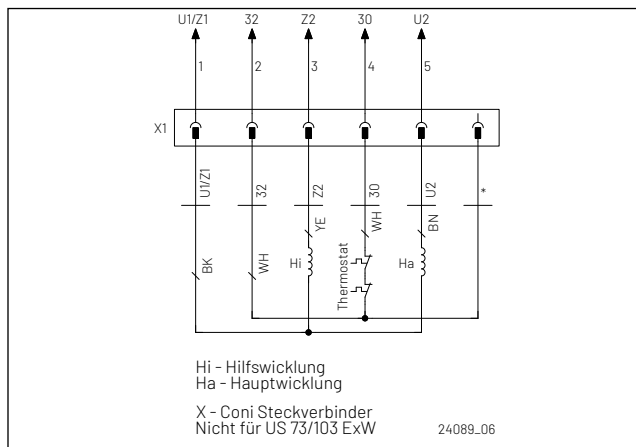 U1/Z1 32 Z2 30 U2
1 2 3 4 5
X1
U1/Z1 32 Z2 30 U2 *
BK WH YE WH BN
Hi Thermostat Ha
Hi - Hilfswicklung
Ha - Hauptwicklung
X - Coni Steckverbinder
Nicht für US 73/103 ExW 24089_06